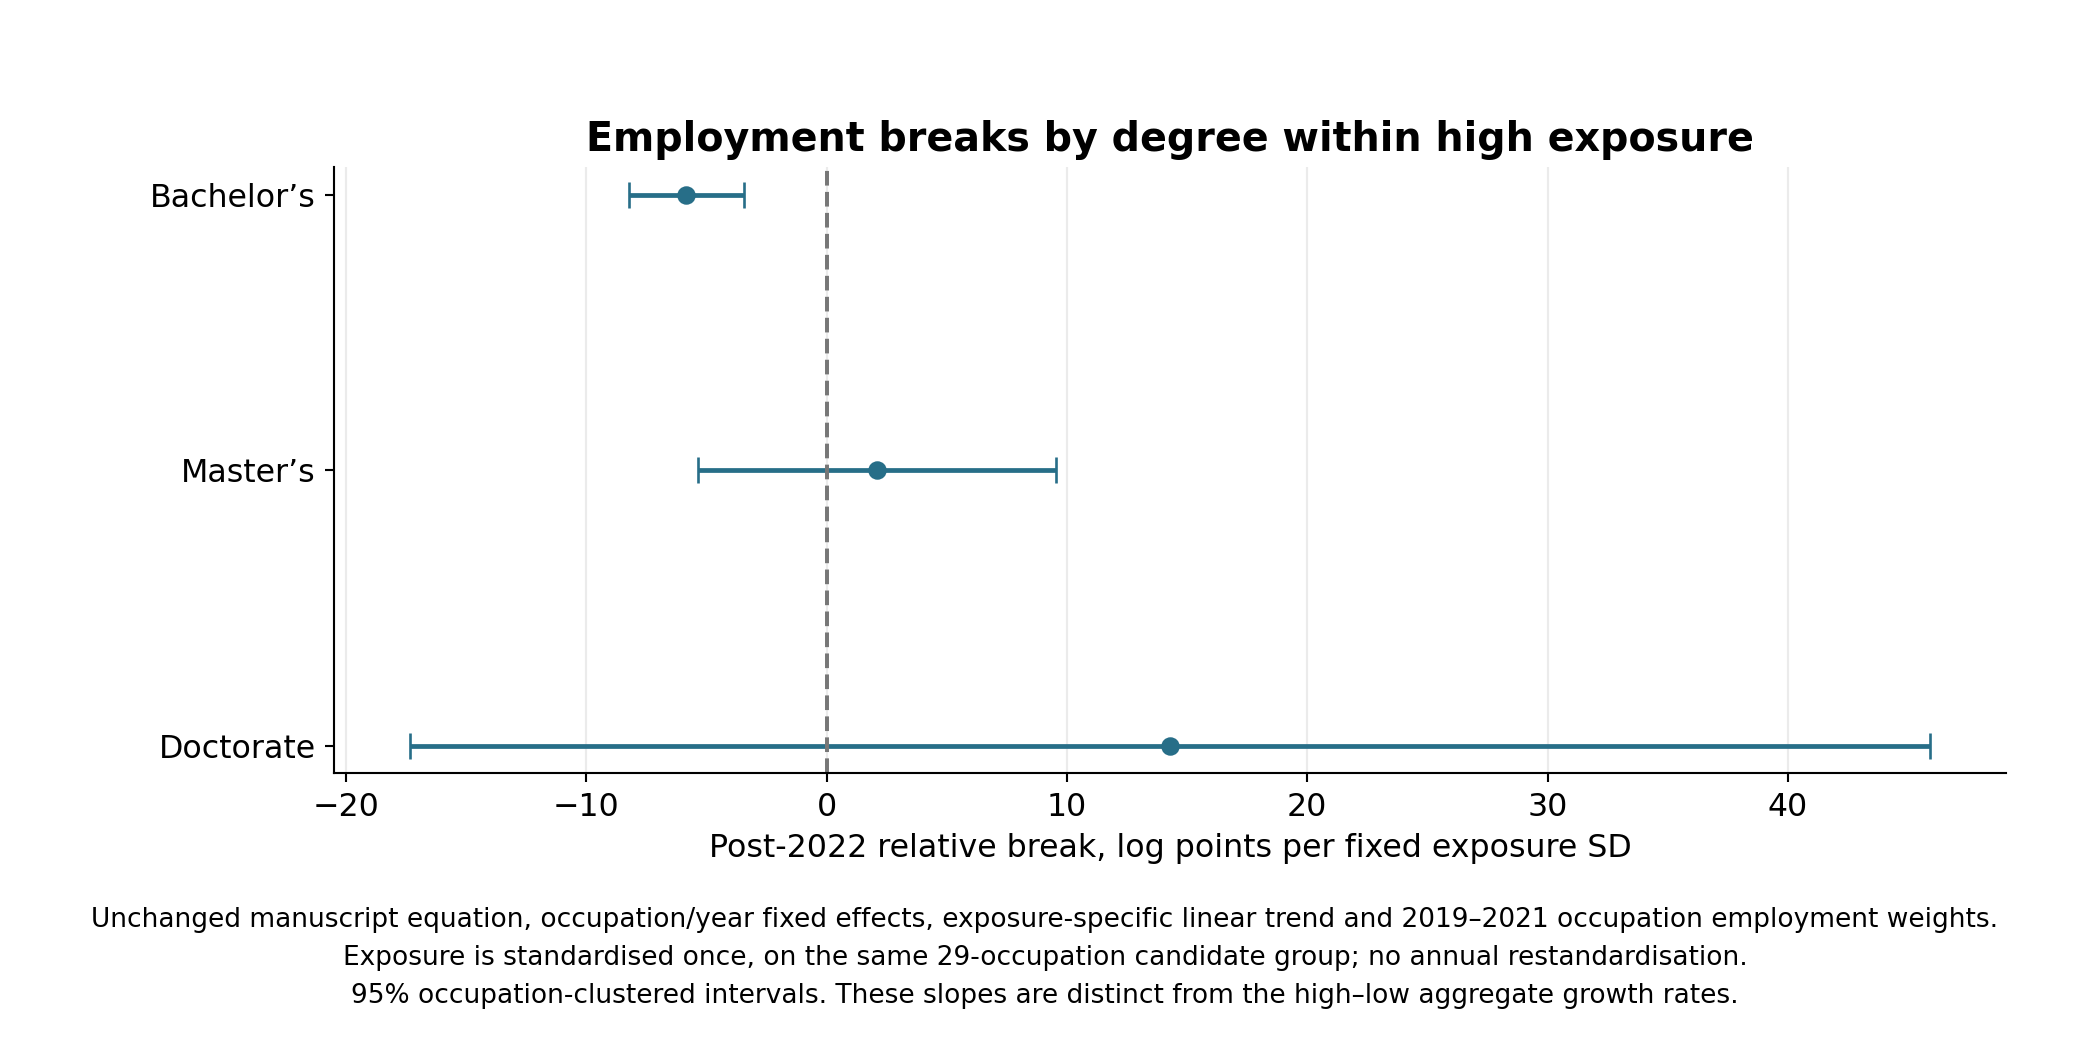 Employment breaks by degree within high exposure
Bachelor’s
Master’s
Doctorate
−20 −10 0 10 20 30 40
Post-2022 relative break, log points per fixed exposure SD
Unchanged manuscript equation, occupation/year fixed effects, exposure-specific linear trend and 2019–2021 occupation employment weights.
Exposure is standardised once, on the same 29-occupation candidate group; no annual restandardisation.
95% occupation-clustered intervals. These slopes are distinct from the high–low aggregate growth rates.